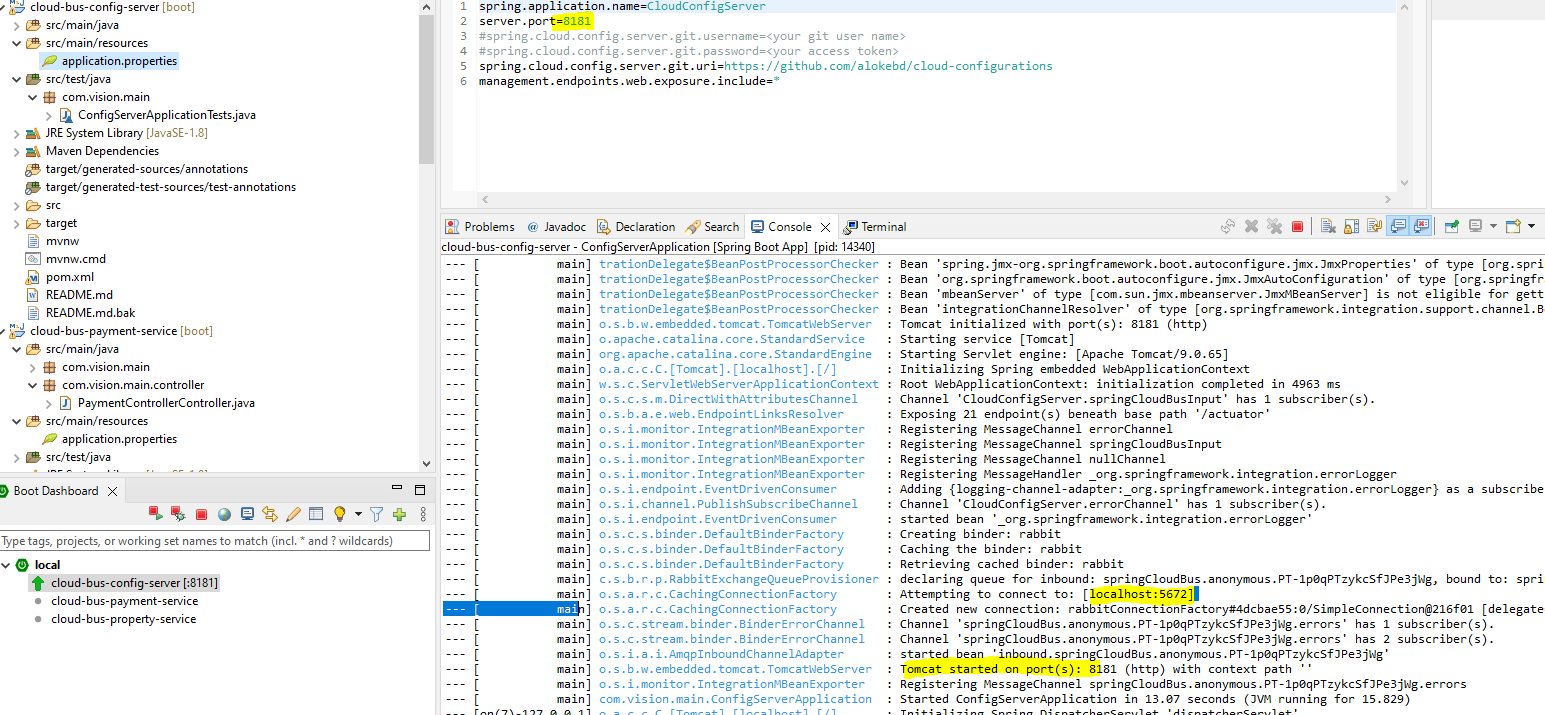 cloud-bus-config-server [boot]
src/main/java
src/main/resources
application.properties
src/test/java
com.vision.main
ConfigServerApplicationTests.java
JRE System Library [JavaSE-1.8]
Maven Dependencies
target/generated-sources/annotations
target/generated-test-sources/test-annotations
src
target
mvnw
mvnw.cmd
pom.xml
README.md
README.md.bak
cloud-bus-payment-service [boot]
src/main/java
com.vision.main
com.vision.main.controller
PaymentControllerController.java
src/main/resources
application.properties
src/test/java
Boot Dashboard
Type tags, projects, or working set names to match (incl. * and ? wildcards)
local
cloud-bus-config-server [:8181]
cloud-bus-payment-service
cloud-bus-property-service
1 spring.application.name=CloudConfigServer
2 server.port=8181
3 #spring.cloud.config.server.git.username=<your git user name>
4 #spring.cloud.config.server.git.password=<your access token>
5 spring.cloud.config.server.git.uri=https://github.com/alokebd/cloud-configurations
6 management.endpoints.web.exposure.include=*
Problems @ Javadoc Declaration Search Console Terminal
cloud-bus-config-server - ConfigServerApplication [Spring Boot App] [pid: 14340]
--- [ main] trationDelegate$BeanPostProcessorChecker : Bean 'spring.jmx-org.springframework.boot.autoconfigure.jmx.JmxProperties' of type [org.spri
--- [ main] trationDelegate$BeanPostProcessorChecker : Bean 'org.springframework.boot.autoconfigure.jmx.JmxAutoConfiguration' of type [org.springfr
--- [ main] trationDelegate$BeanPostProcessorChecker : Bean 'mbeanServer' of type [com.sun.jmx.mbeanserver.JmxMBeanServer] is not eligible for gett
--- [ main] trationDelegate$BeanPostProcessorChecker : Bean 'integrationChannelResolver' of type [org.springframework.integration.support.channel.B
--- [ main] o.s.b.w.embedded.tomcat.TomcatWebServer : Tomcat initialized with port(s): 8181 (http)
--- [ main] o.apache.catalina.core.StandardService : Starting service [Tomcat]
--- [ main] org.apache.catalina.core.StandardEngine : Starting Servlet engine: [Apache Tomcat/9.0.65]
--- [ main] o.a.c.c.C.[Tomcat].[localhost].[/] : Initializing Spring embedded WebApplicationContext
--- [ main] w.s.c.ServletWebServerApplicationContext : Root WebApplicationContext: initialization completed in 4963 ms
--- [ main] o.s.c.s.m.DirectWithAttributesChannel : Channel 'CloudConfigServer.springCloudBusInput' has 1 subscriber(s).
--- [ main] o.s.b.a.e.web.EndpointLinksResolver : Exposing 21 endpoint(s) beneath base path '/actuator'
--- [ main] o.s.i.monitor.IntegrationMBeanExporter : Registering MessageChannel errorChannel
--- [ main] o.s.i.monitor.IntegrationMBeanExporter : Registering MessageChannel springCloudBusInput
--- [ main] o.s.i.monitor.IntegrationMBeanExporter : Registering MessageChannel nullChannel
--- [ main] o.s.i.monitor.IntegrationMBeanExporter : Registering MessageHandler _org.springframework.integration.errorLogger
--- [ main] o.s.i.endpoint.EventDrivenConsumer : Adding {logging-channel-adapter:_org.springframework.integration.errorLogger} as a subscribe
--- [ main] o.s.i.channel.PublishSubscribeChannel : Channel 'CloudConfigServer.errorChannel' has 1 subscriber(s).
--- [ main] o.s.i.endpoint.EventDrivenConsumer : started bean '_org.springframework.integration.errorLogger'
--- [ main] o.s.c.s.binder.DefaultBinderFactory : Creating binder: rabbit
--- [ main] o.s.c.s.binder.DefaultBinderFactory : Caching the binder: rabbit
--- [ main] o.s.c.s.binder.DefaultBinderFactory : Retrieving cached binder: rabbit
--- [ main] c.s.b.r.p.RabbitExchangeQueueProvisioner : declaring queue for inbound: springCloudBus.anonymous.PT-1p0qPTzykcSfJPe3jWg, bound to: spri
--- [ main] o.s.a.r.c.CachingConnectionFactory : Attempting to connect to: [localhost:5672]
--- [ main] o.s.a.r.c.CachingConnectionFactory : Created new connection: rabbitConnectionFactory#4dcbae55:0/SimpleConnection@216f01 [delegate
--- [ main] o.s.c.stream.binder.BinderErrorChannel : Channel 'springCloudBus.anonymous.PT-1p0qPTzykcSfJPe3jWg.errors' has 1 subscriber(s).
--- [ main] o.s.c.stream.binder.BinderErrorChannel : Channel 'springCloudBus.anonymous.PT-1p0qPTzykcSfJPe3jWg.errors' has 2 subscriber(s).
--- [ main] o.s.i.a.i.AmqpInboundChannelAdapter : started bean 'inbound.springCloudBus.anonymous.PT-1p0qPTzykcSfJPe3jWg'
--- [ main] o.s.b.w.embedded.tomcat.TomcatWebServer : Tomcat started on port(s): 8181 (http) with context path ''
--- [ main] o.s.i.monitor.IntegrationMBeanExporter : Registering MessageChannel springCloudBus.anonymous.PT-1p0qPTzykcSfJPe3jWg.errors
--- [ main] com.vision.main.ConfigServerApplication : Started ConfigServerApplication in 13.07 seconds (JVM running for 15.829)